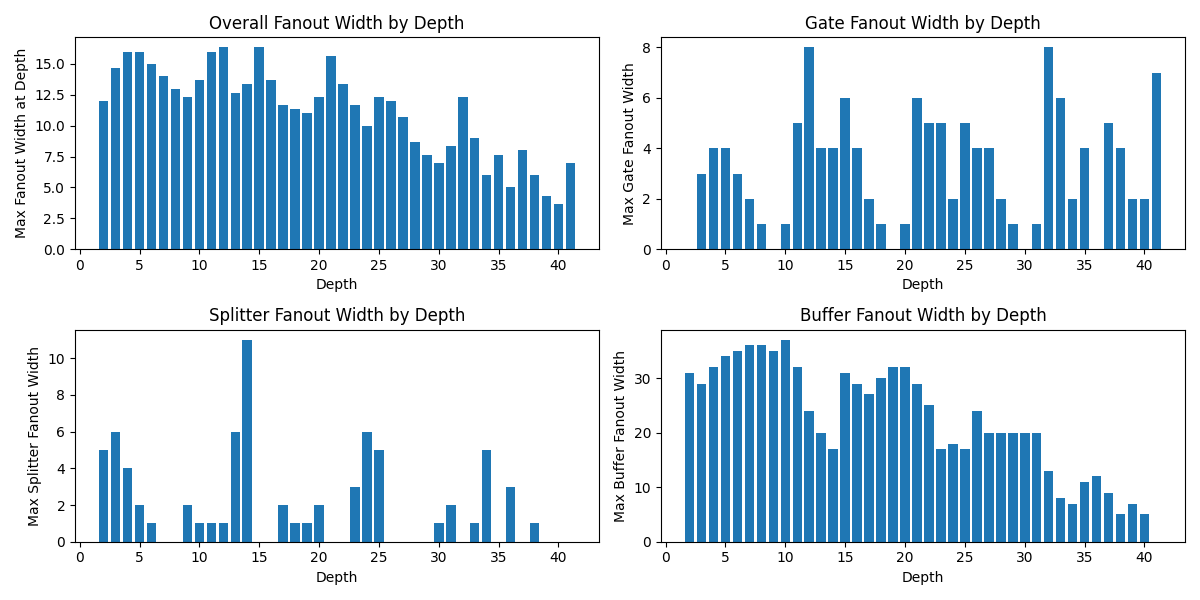 Overall Fanout Width by Depth
Max Fanout Width at Depth
15.0
12.5
10.0
7.5
5.0
2.5
0.0
0 5 10 15 20 25 30 35 40
Depth
Gate Fanout Width by Depth
Max Gate Fanout Width
8
6
4
2
0
0 5 10 15 20 25 30 35 40
Depth
Splitter Fanout Width by Depth
Max Splitter Fanout Width
10
8
6
4
2
0
0 5 10 15 20 25 30 35 40
Depth
Buffer Fanout Width by Depth
Max Buffer Fanout Width
30
20
10
0
0 5 10 15 20 25 30 35 40
Depth